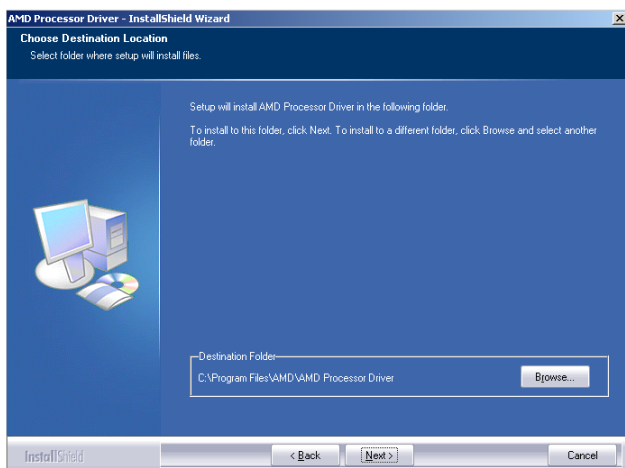 AMD Processor Driver - InstallShield Wizard
Choose Destination Location
Select folder where setup will install files.
Setup will install AMD Processor Driver in the following folder.
To install to this folder, click Next. To install to a different folder, click Browse and select another
folder.
Destination Folder
C:\Program Files\AMD\AMD Processor Driver
Browse...
InstallShield
< Back
Next >
Cancel